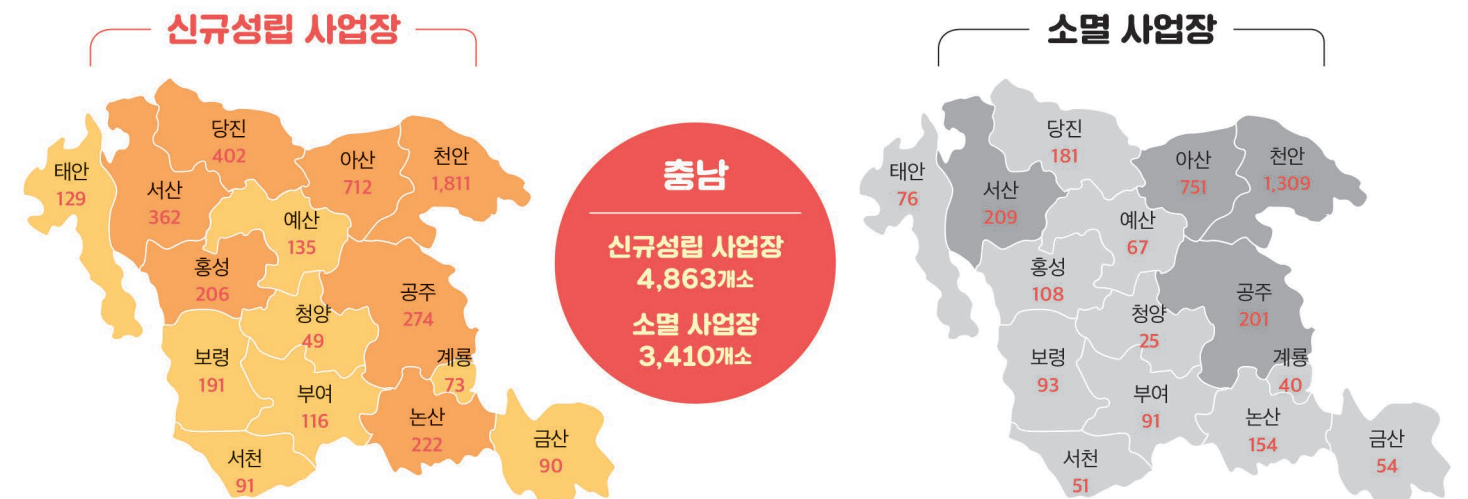 신규성립 사업장
당진
402
아산
712
천안
1,811
태안
129
서산
362
예산
135
홍성
206
공주
274
청양
49
보령
191
계룡
73
부여
116
논산
222
서천
91
금산
90
충남
신규성립 사업장
4,863개소
소멸 사업장
3,410개소
소멸 사업장
당진
181
아산
751
천안
1,309
태안
76
서산
209
예산
67
홍성
108
공주
201
청양
25
보령
93
계룡
40
부여
91
논산
154
서천
51
금산
54